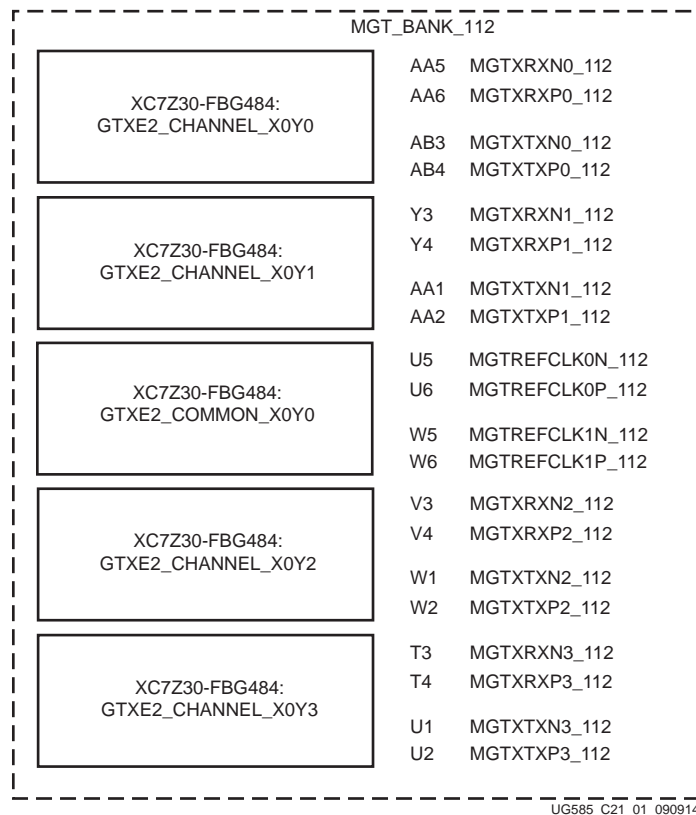 MGT_BANK_112
XC7Z30-FBG484:
GTXE2_CHANNEL_X0Y0
AA5 MGTXRXN0_112
AA6 MGTXRXP0_112
AB3 MGTXTXN0_112
AB4 MGTXTXP0_112
XC7Z30-FBG484:
GTXE2_CHANNEL_X0Y1
Y3 MGTXRXN1_112
Y4 MGTXRXP1_112
AA1 MGTXTXN1_112
AA2 MGTXTXP1_112
XC7Z30-FBG484:
GTXE2_COMMON_X0Y0
U5 MGTREFCLK0N_112
U6 MGTREFCLK0P_112
W5 MGTREFCLK1N_112
W6 MGTREFCLK1P_112
XC7Z30-FBG484:
GTXE2_CHANNEL_X0Y2
V3 MGTXRXN2_112
V4 MGTXRXP2_112
W1 MGTXTXN2_112
W2 MGTXTXP2_112
XC7Z30-FBG484:
GTXE2_CHANNEL_X0Y3
T3 MGTXRXN3_112
T4 MGTXRXP3_112
U1 MGTXTXN3_112
U2 MGTXTXP3_112
UG585_C21_01_090914